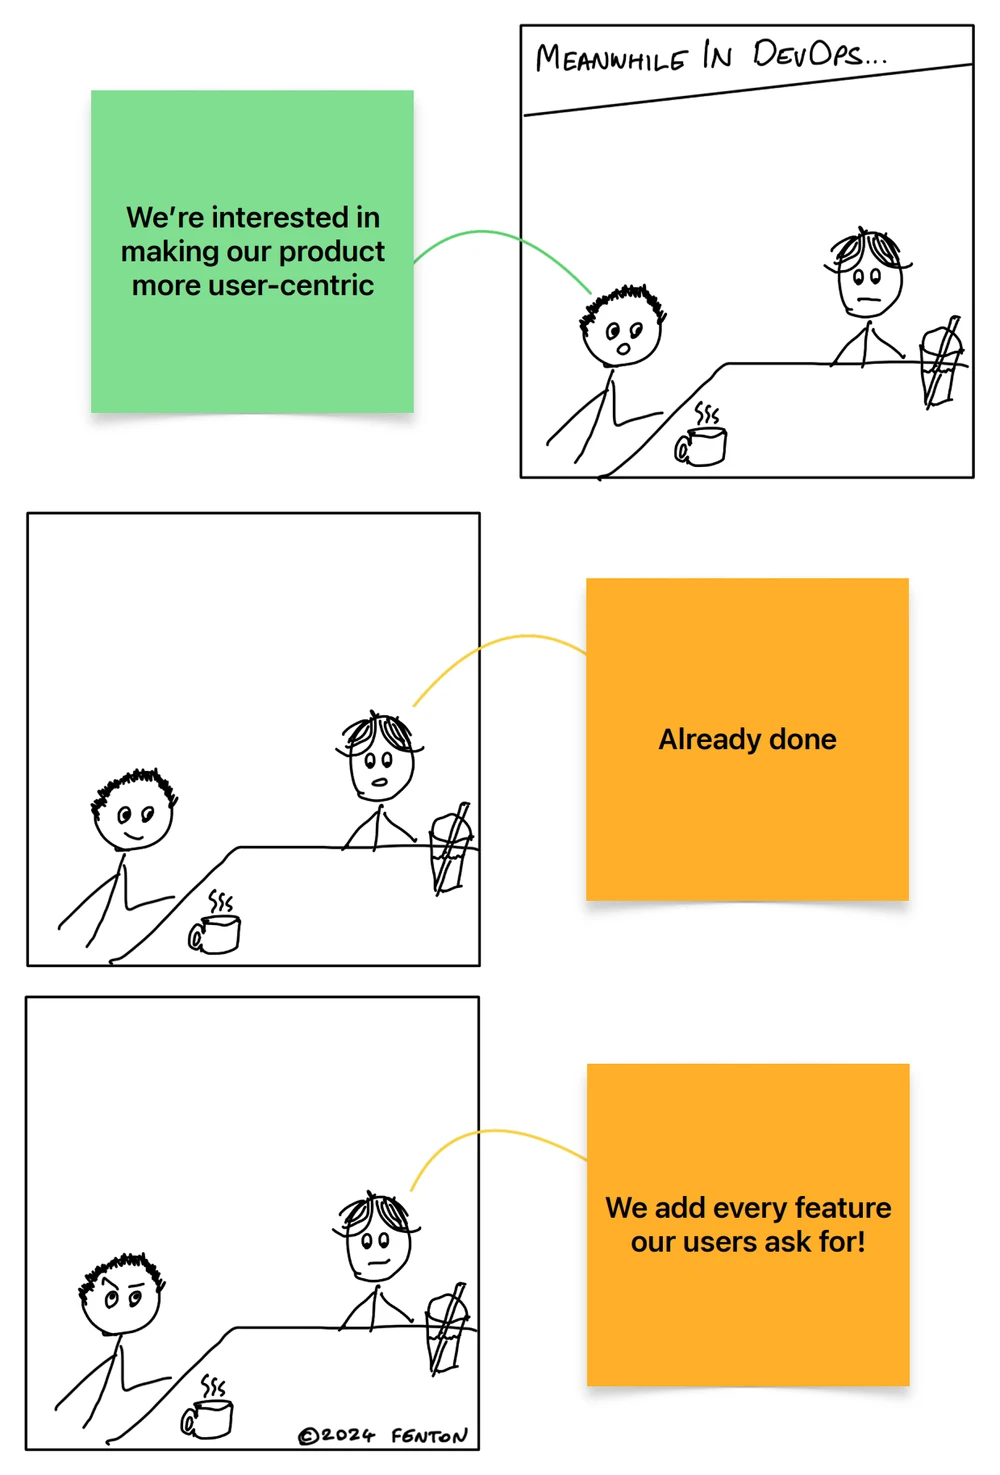 MEANWHILE IN DEVOPS...
We’re interested in
making our product
more user-centric
Already done
We add every feature
our users ask for!
©2024 FENTON